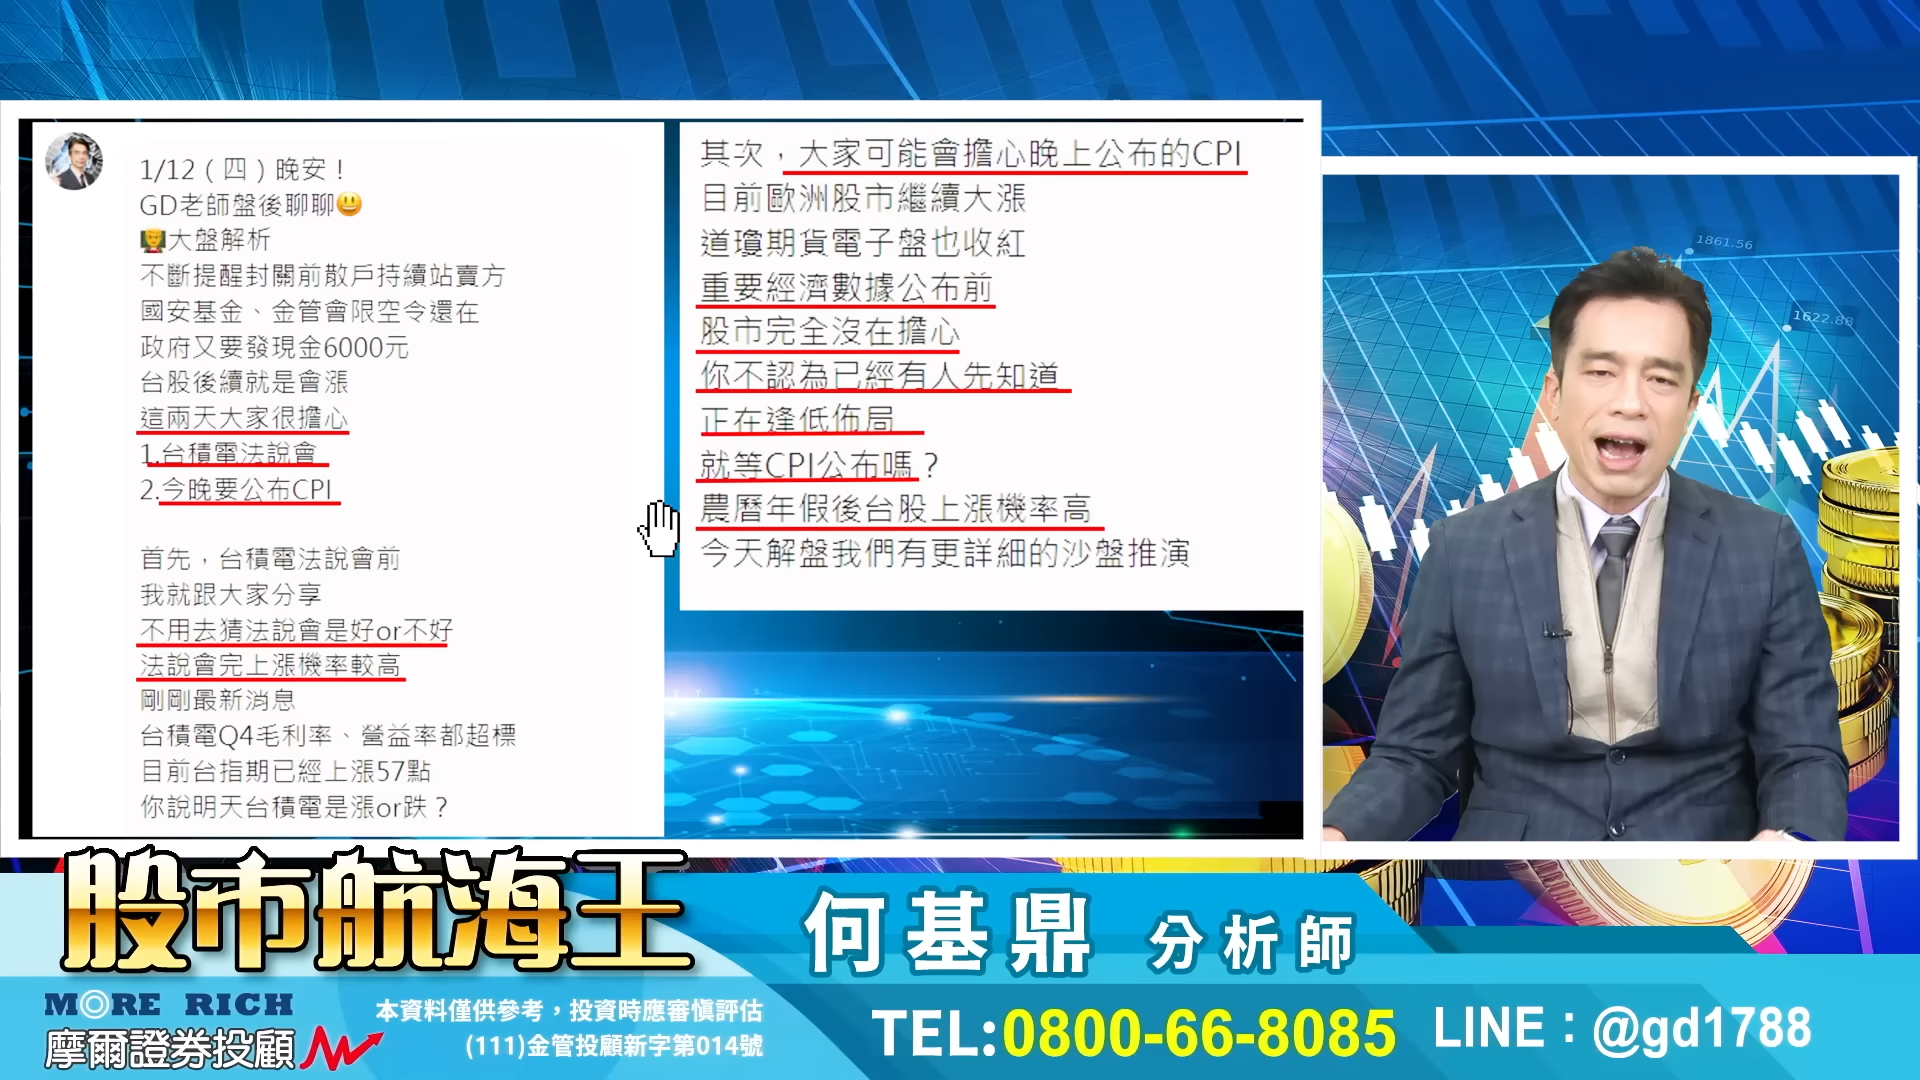 1/12（四）晚安！
GD老師盤後聊聊
大盤解析
不斷提醒封關前散戶持續站賣方
國安基金、金管會限空令還在
政府又要發現金6000元
台股後續就是會漲
這兩天大家很擔心
1.台積電法說會
2.今晚要公布CPI
首先，台積電法說會前
我就跟大家分享
不用去猜法說會是好or不好
法說會完上漲機率較高
剛剛最新消息
台積電Q4毛利率、營益率都超標
目前台指期已經上漲57點
你說明天台積電是漲or跌？
其次，大家可能會擔心晚上公布的CPI
目前歐洲股市繼續大漲
道瓊期貨電子盤也收紅
重要經濟數據公布前
股市完全沒在擔心
你不認為已經有人先知道
正在逢低佈局
就等CPI公布嗎？
農曆年假後台股上漲機率高
今天解盤我們有更詳細的沙盤推演
1861.56
1622.88
股市航海王
何基鼎 分析師
MORE RICH
摩爾證券投顧
本資料僅供參考，投資時應審慎評估
(111)金管投顧新字第014號
TEL:0800-66-8085
LINE：@gd1788